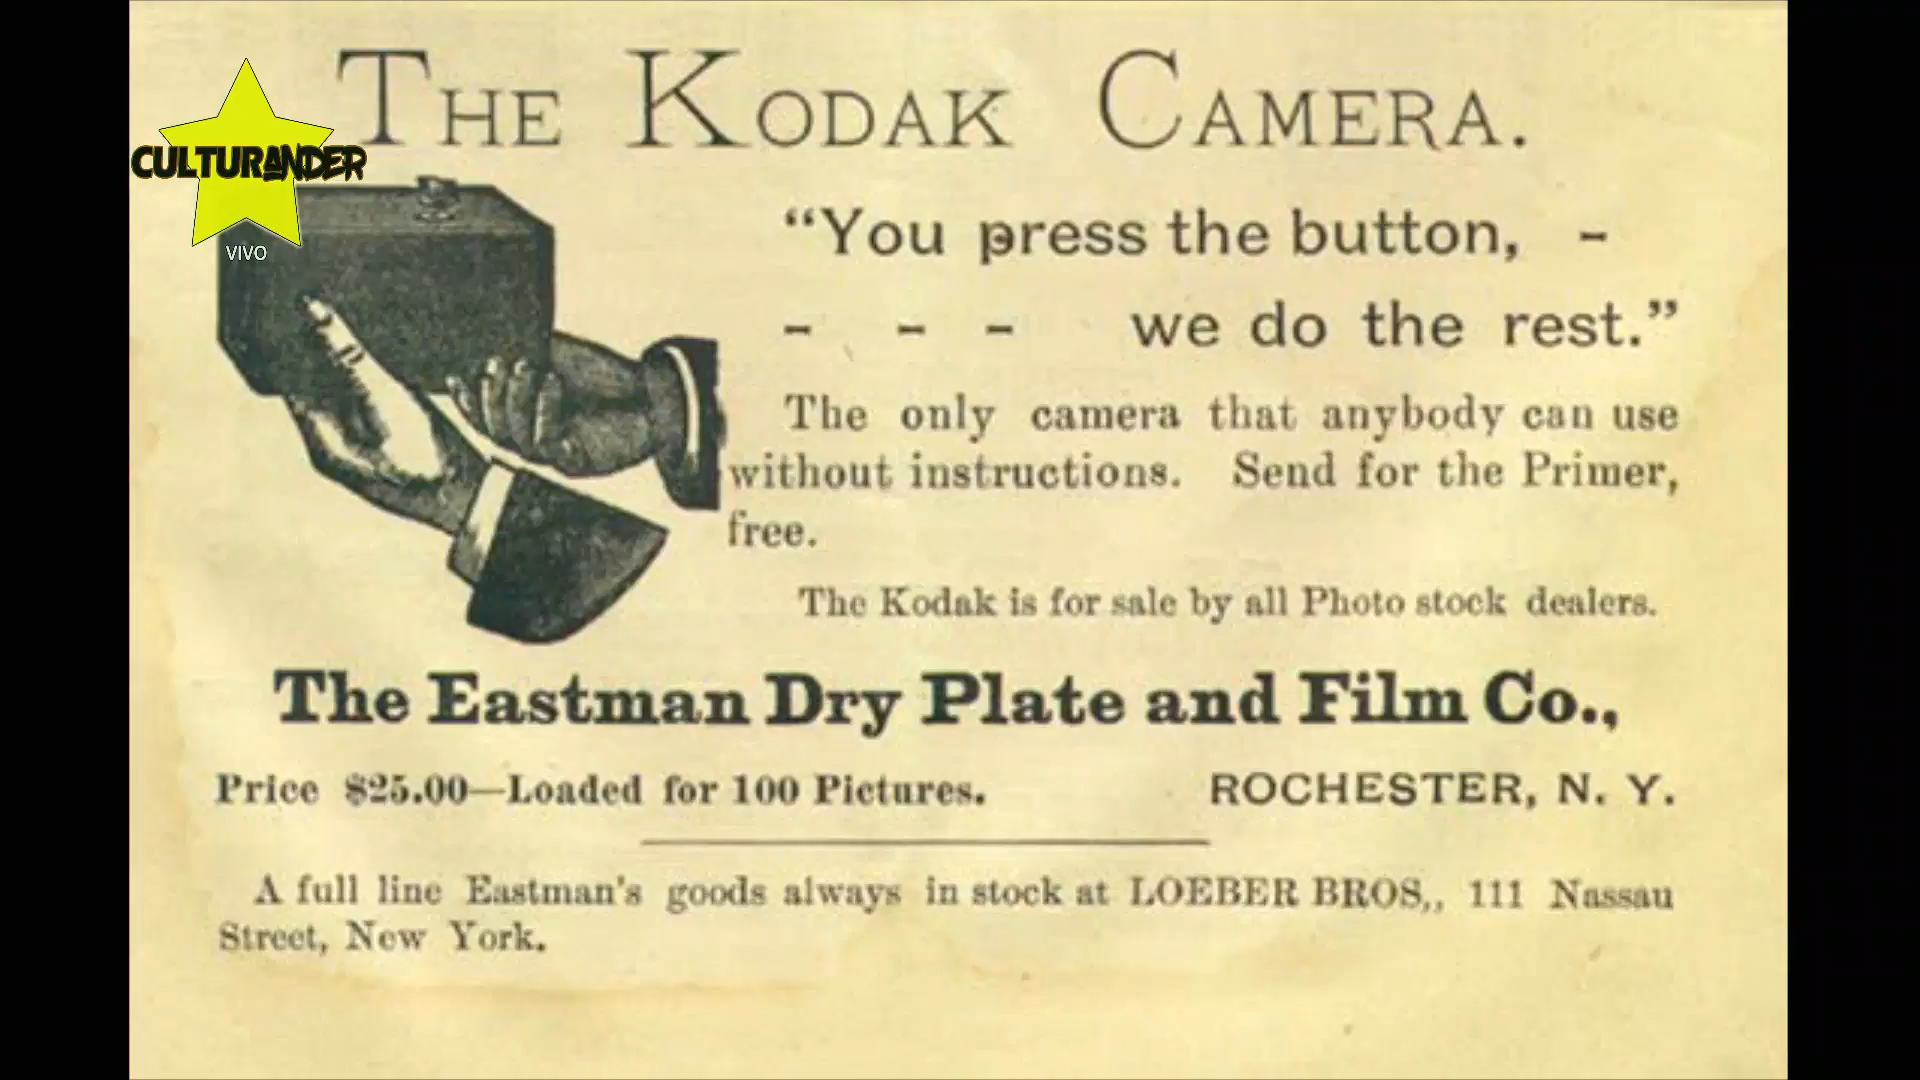 THE KODAK CAMERA.
CULTURANDER
VIVO
“You press the button, -
- - - we do the rest.”
The only camera that anybody can use
without instructions. Send for the Primer,
free.
The Kodak is for sale by all Photo stock dealers.
The Eastman Dry Plate and Film Co.,
Price $25.00—Loaded for 100 Pictures. ROCHESTER, N. Y.
A full line Eastman's goods always in stock at LOEBER BROS,, 111 Nassau
Street, New York.